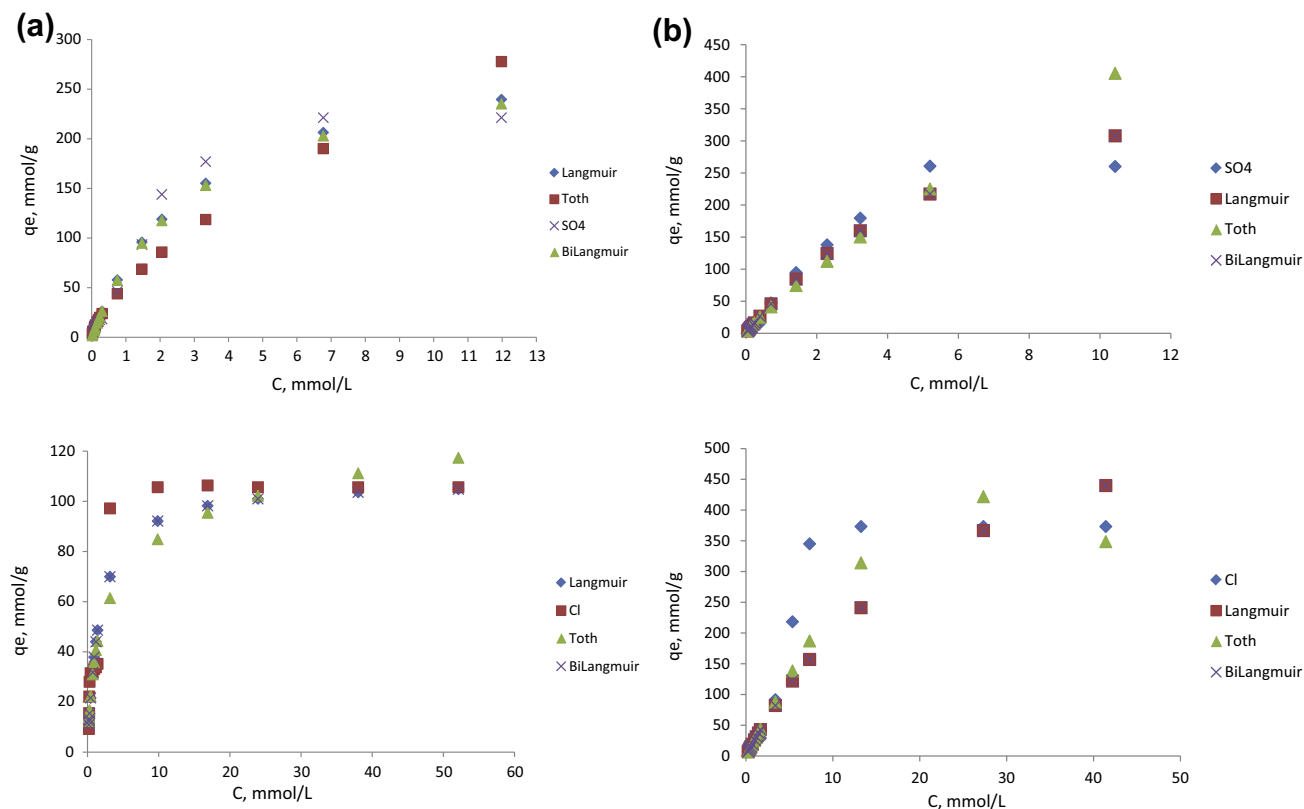 (a)
300
250
200
150
100
50
0
qe, mmol/g
0 1 2 3 4 5 6 7 8 9 10 11 12 13
C, mmol/L
Langmuir
Toth
SO4
BiLangmuir
(b)
450
400
350
300
250
200
150
100
50
0
qe, mmol/g
0 2 4 6 8 10 12
C, mmol/L
SO4
Langmuir
Toth
BiLangmuir
120
100
80
60
40
20
0
qe, mmol/g
0 10 20 30 40 50 60
C, mmol/L
Langmuir
Cl
Toth
BiLangmuir
500
450
400
350
300
250
200
150
100
50
0
qe, mmol/g
0 10 20 30 40 50
C, mmol/L
Cl
Langmuir
Toth
BiLangmuir